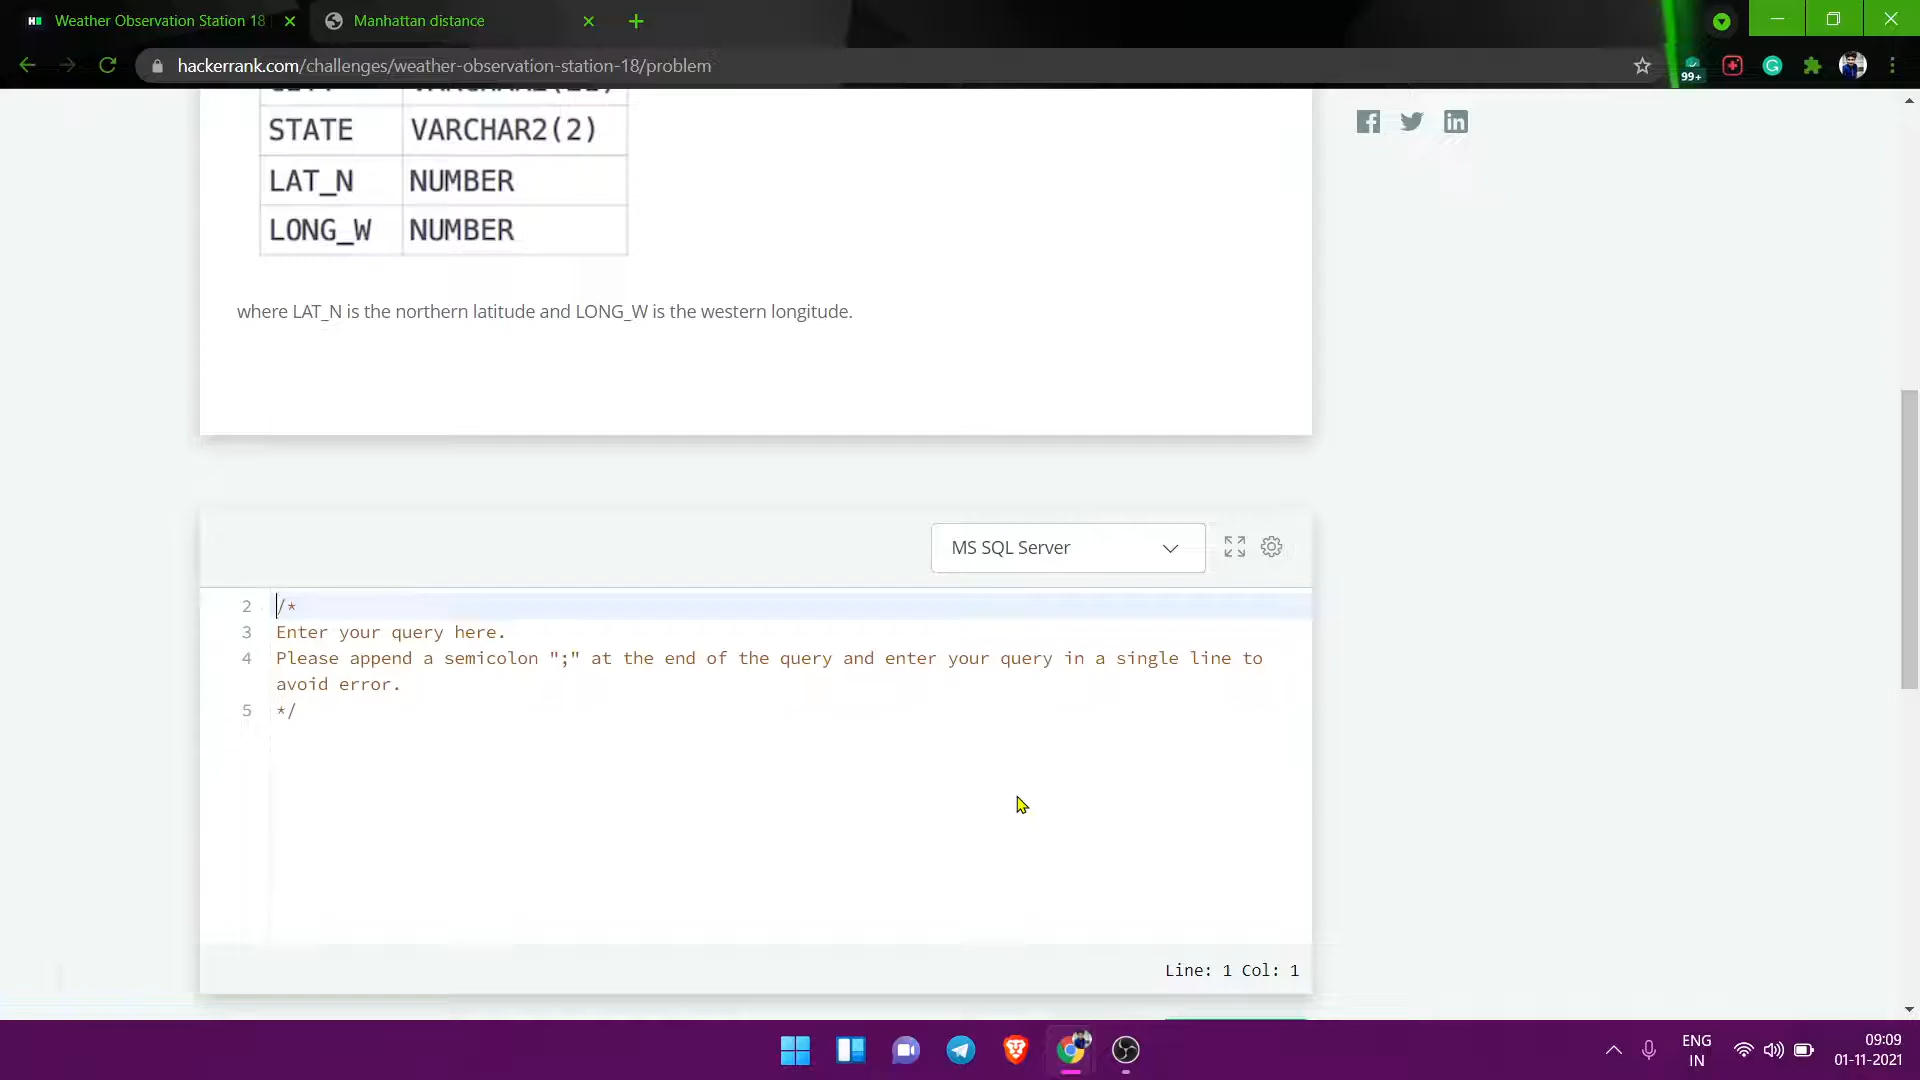 Weather Observation Station 18
Manhattan distance
hackerrank.com/challenges/weather-observation-station-18/problem
99+
STATE VARCHAR2(2)
LAT_N NUMBER
LONG_W NUMBER
where LAT_N is the northern latitude and LONG_W is the western longitude.
MS SQL Server
2 /*
3 Enter your query here.
4 Please append a semicolon ";" at the end of the query and enter your query in a single line to
avoid error.
5 */
Line: 1 Col: 1
ENG
IN
09:09
01-11-2021